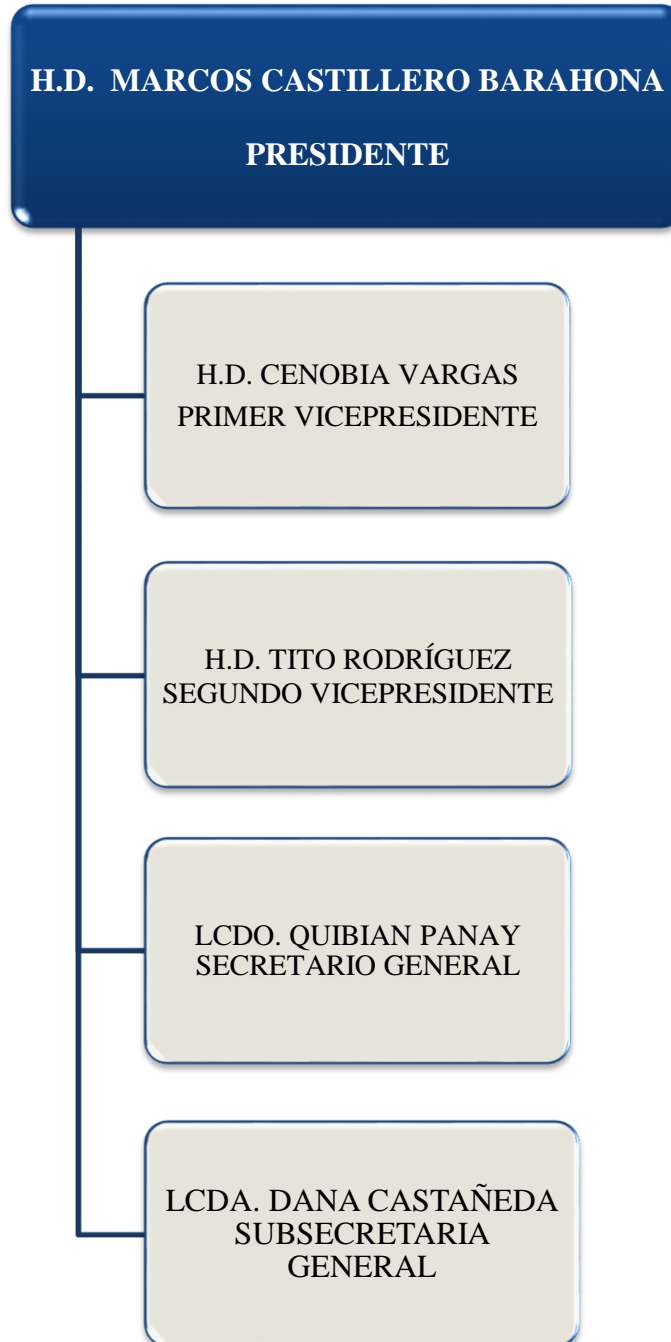 H.D. MARCOS CASTILLERO BARAHONA
PRESIDENTE
H.D. CENOBIA VARGAS
PRIMER VICEPRESIDENTE
H.D. TITO RODRÍGUEZ
SEGUNDO VICEPRESIDENTE
LCDO. QUIBIAN PANAY
SECRETARIO GENERAL
LCDA. DANA CASTAÑEDA
SUBSECRETARIA
GENERAL